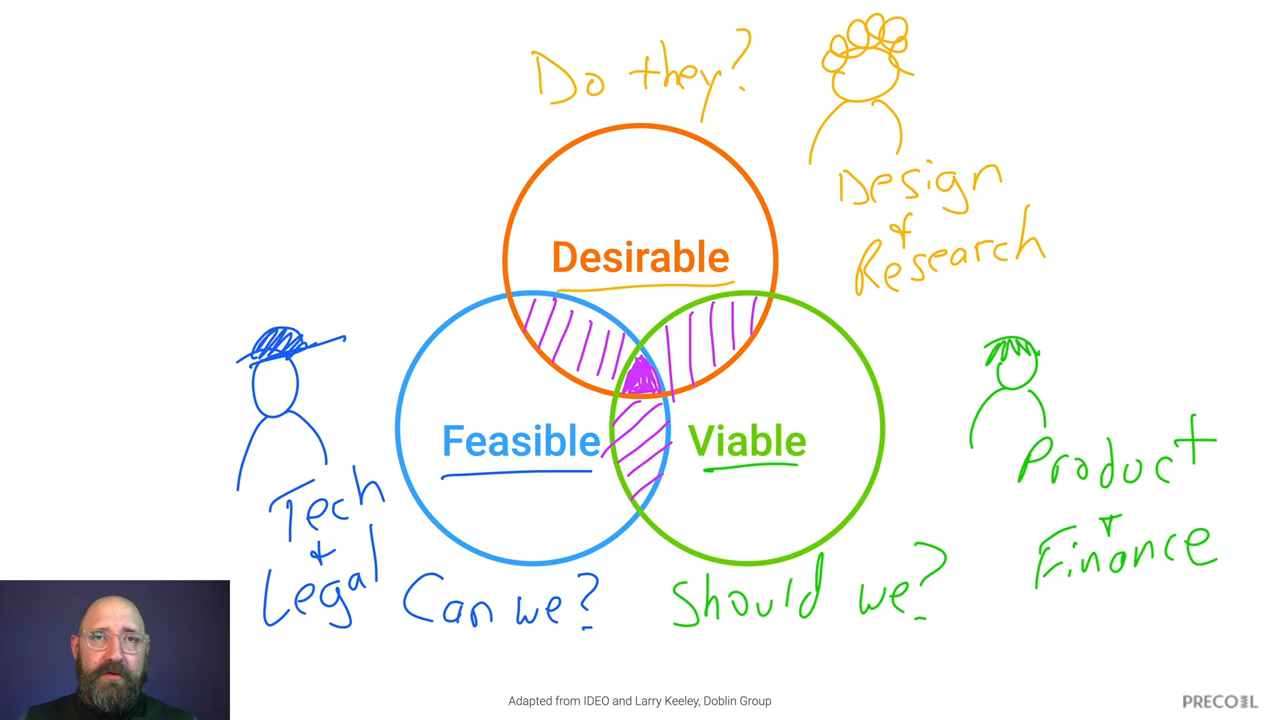 Do they?
Design
+
Research
Desirable
Feasible
Viable
Tech
+
Legal
Can we?
Should we?
Product
+
Finance
Adapted from IDEO and Larry Keeley, Doblin Group
PRECOIL